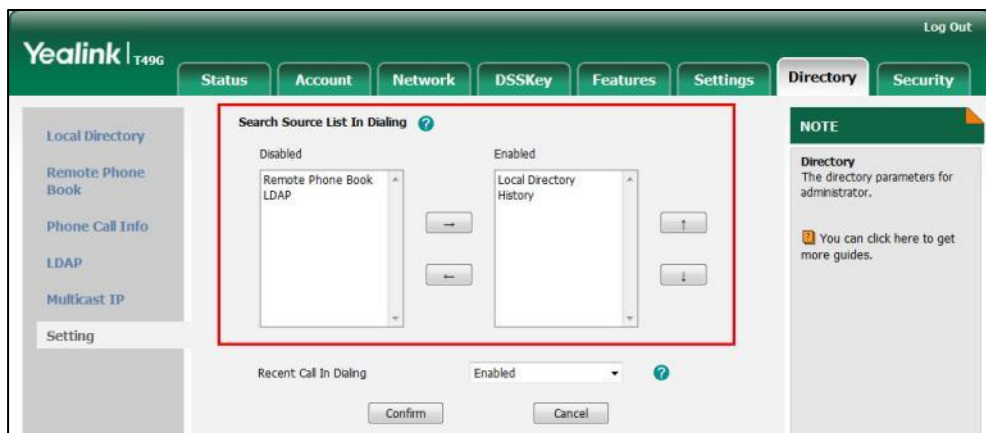 Log Out
Yealink T49G
Status Account Network DSSKey Features Settings Directory Security
Local Directory
Remote Phone
Book
Phone Call Info
LDAP
Multicast IP
Setting
Search Source List In Dialing ?
Disabled
Remote Phone Book
LDAP
→
←
Enabled
Local Directory
History
↑
↓
Recent Call In Dialing Enabled ?
Confirm Cancel
NOTE
Directory
The directory parameters for
administrator.
? You can click here to get
more guides.